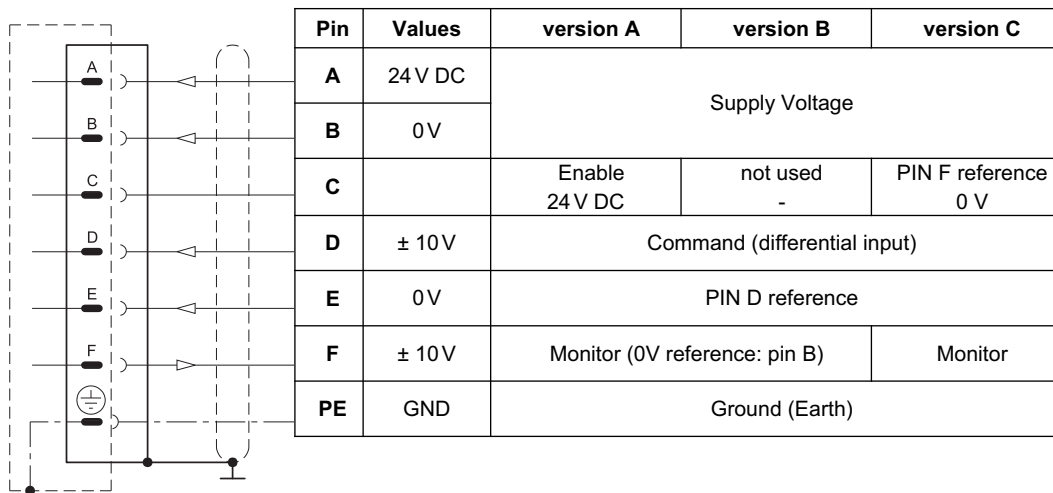 Pin Values version A version B version C
A 24 V DC Supply Voltage
B 0 V
C Enable 24 V DC not used - PIN F reference 0 V
D ± 10 V Command (differential input)
E 0 V PIN D reference
F ± 10 V Monitor (0V reference: pin B) Monitor
PE GND Ground (Earth)
A
B
C
D
E
F